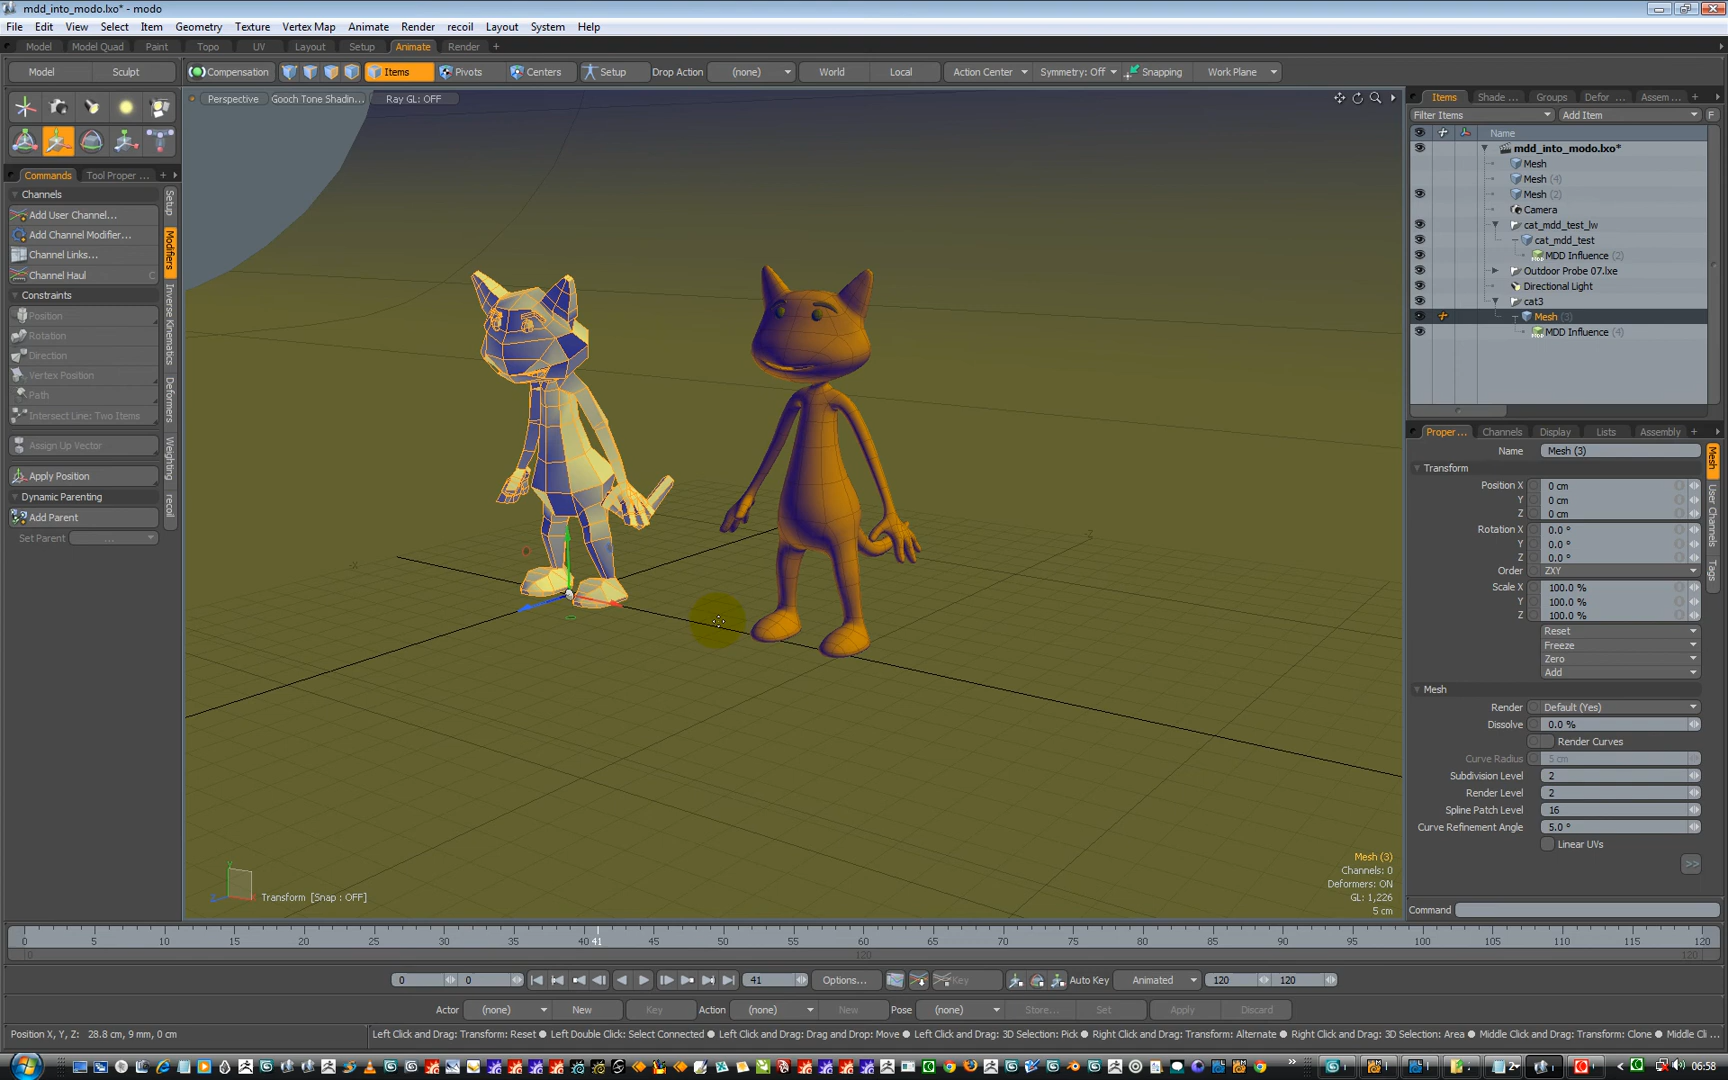 mdd_into_modo.lxo* - modo
File Edit View Select Item Geometry Texture Vertex Map Animate Render recoil Layout System Help
Model Model Quad Paint Topo UV Layout Setup Animate Render +
Model Sculpt Compensation Items Pivots Centers Setup Drop Action (none) World Local Action Center Symmetry: Off Snapping Work Plane
Perspective Gooch Tone Shadin... Ray GL: OFF
Items Shade ... Groups Defor ... Assem ... +
Filter Items Add Item F
Name
mdd_into_modo.lxo*
Mesh
Mesh (4)
Mesh (2)
Camera
cat_mdd_test_lw
cat_mdd_test
MDD Influence (2)
Outdoor Probe 07.lxe
Directional Light
cat3
Mesh (3)
MDD Influence (4)
Commands Tool Proper ... +
Channels
Add User Channel...
Add Channel Modifier...
Channel Links...
Channel Haul C
Constraints
Position
Rotation
Direction
Vertex Position
Path
Intersect Line: Two Items
Assign Up Vector
Apply Position
Dynamic Parenting
Add Parent
Set Parent ...
Setup
Modifiers
Inverse Kinematics
Deformers
Weighting
recoil
Proper ... Channels Display Lists Assembly +
Name Mesh (3)
Transform
Position X 0 cm
Y 0 cm
Z 0 cm
Rotation X 0.0 °
Y 0.0 °
Z 0.0 °
Order ZXY
Scale X 100.0 %
Y 100.0 %
Z 100.0 %
Reset
Freeze
Zero
Add
Mesh
Render Default (Yes)
Dissolve 0.0 %
Render Curves
Curve Radius 5 cm
Subdivision Level 2
Render Level 2
Spline Patch Level 16
Curve Refinement Angle 5.0 °
Linear UVs
>>
Mesh
User Channels
Tags
Command
-X
Z
Mesh (3)
Channels: 0
Deformers: ON
GL: 1,226
5 cm
Transform [Snap : OFF]
0 5 10 15 20 25 30 35 40 41 45 50 55 60 65 70 75 80 85 90 95 100 105 110 115 120
0 120 120
0 0 41 Options... Key Auto Key Animated 120 120
Actor (none) New Key Action (none) New Pose (none) Store... Set Apply Discard
Position X, Y, Z: 28.8 cm, 9 mm, 0 cm
Left Click and Drag: Transform: Reset ● Left Double Click: Select Connected ● Left Click and Drag: Drag and Drop: Move ● Left Click and Drag: 3D Selection: Pick ● Right Click and Drag: Transform: Alternate ● Right Click and Drag: 3D Selection: Area ● Middle Click and Drag: Transform: Clone ● Middle Cli
06:58